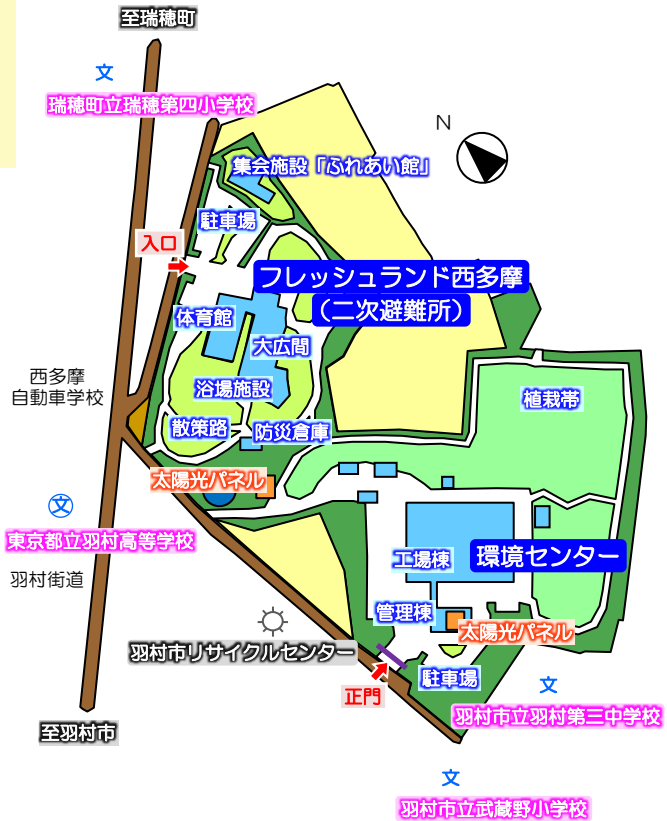 至瑞穂町
文
瑞穂町立瑞穂第四小学校
N
集会施設「ふれあい館」
駐車場
入口
フレッシュランド西多摩
（二次避難所）
体育館
大広間
西多摩
自動車学校
浴場施設
植栽帯
散策路
防災倉庫
太陽光パネル
文
東京都立羽村高等学校
工場棟
環境センター
羽村街道
管理棟
太陽光パネル
羽村市リサイクルセンター
駐車場
正門
文
羽村市立羽村第三中学校
至羽村市
文
羽村市立武蔵野小学校